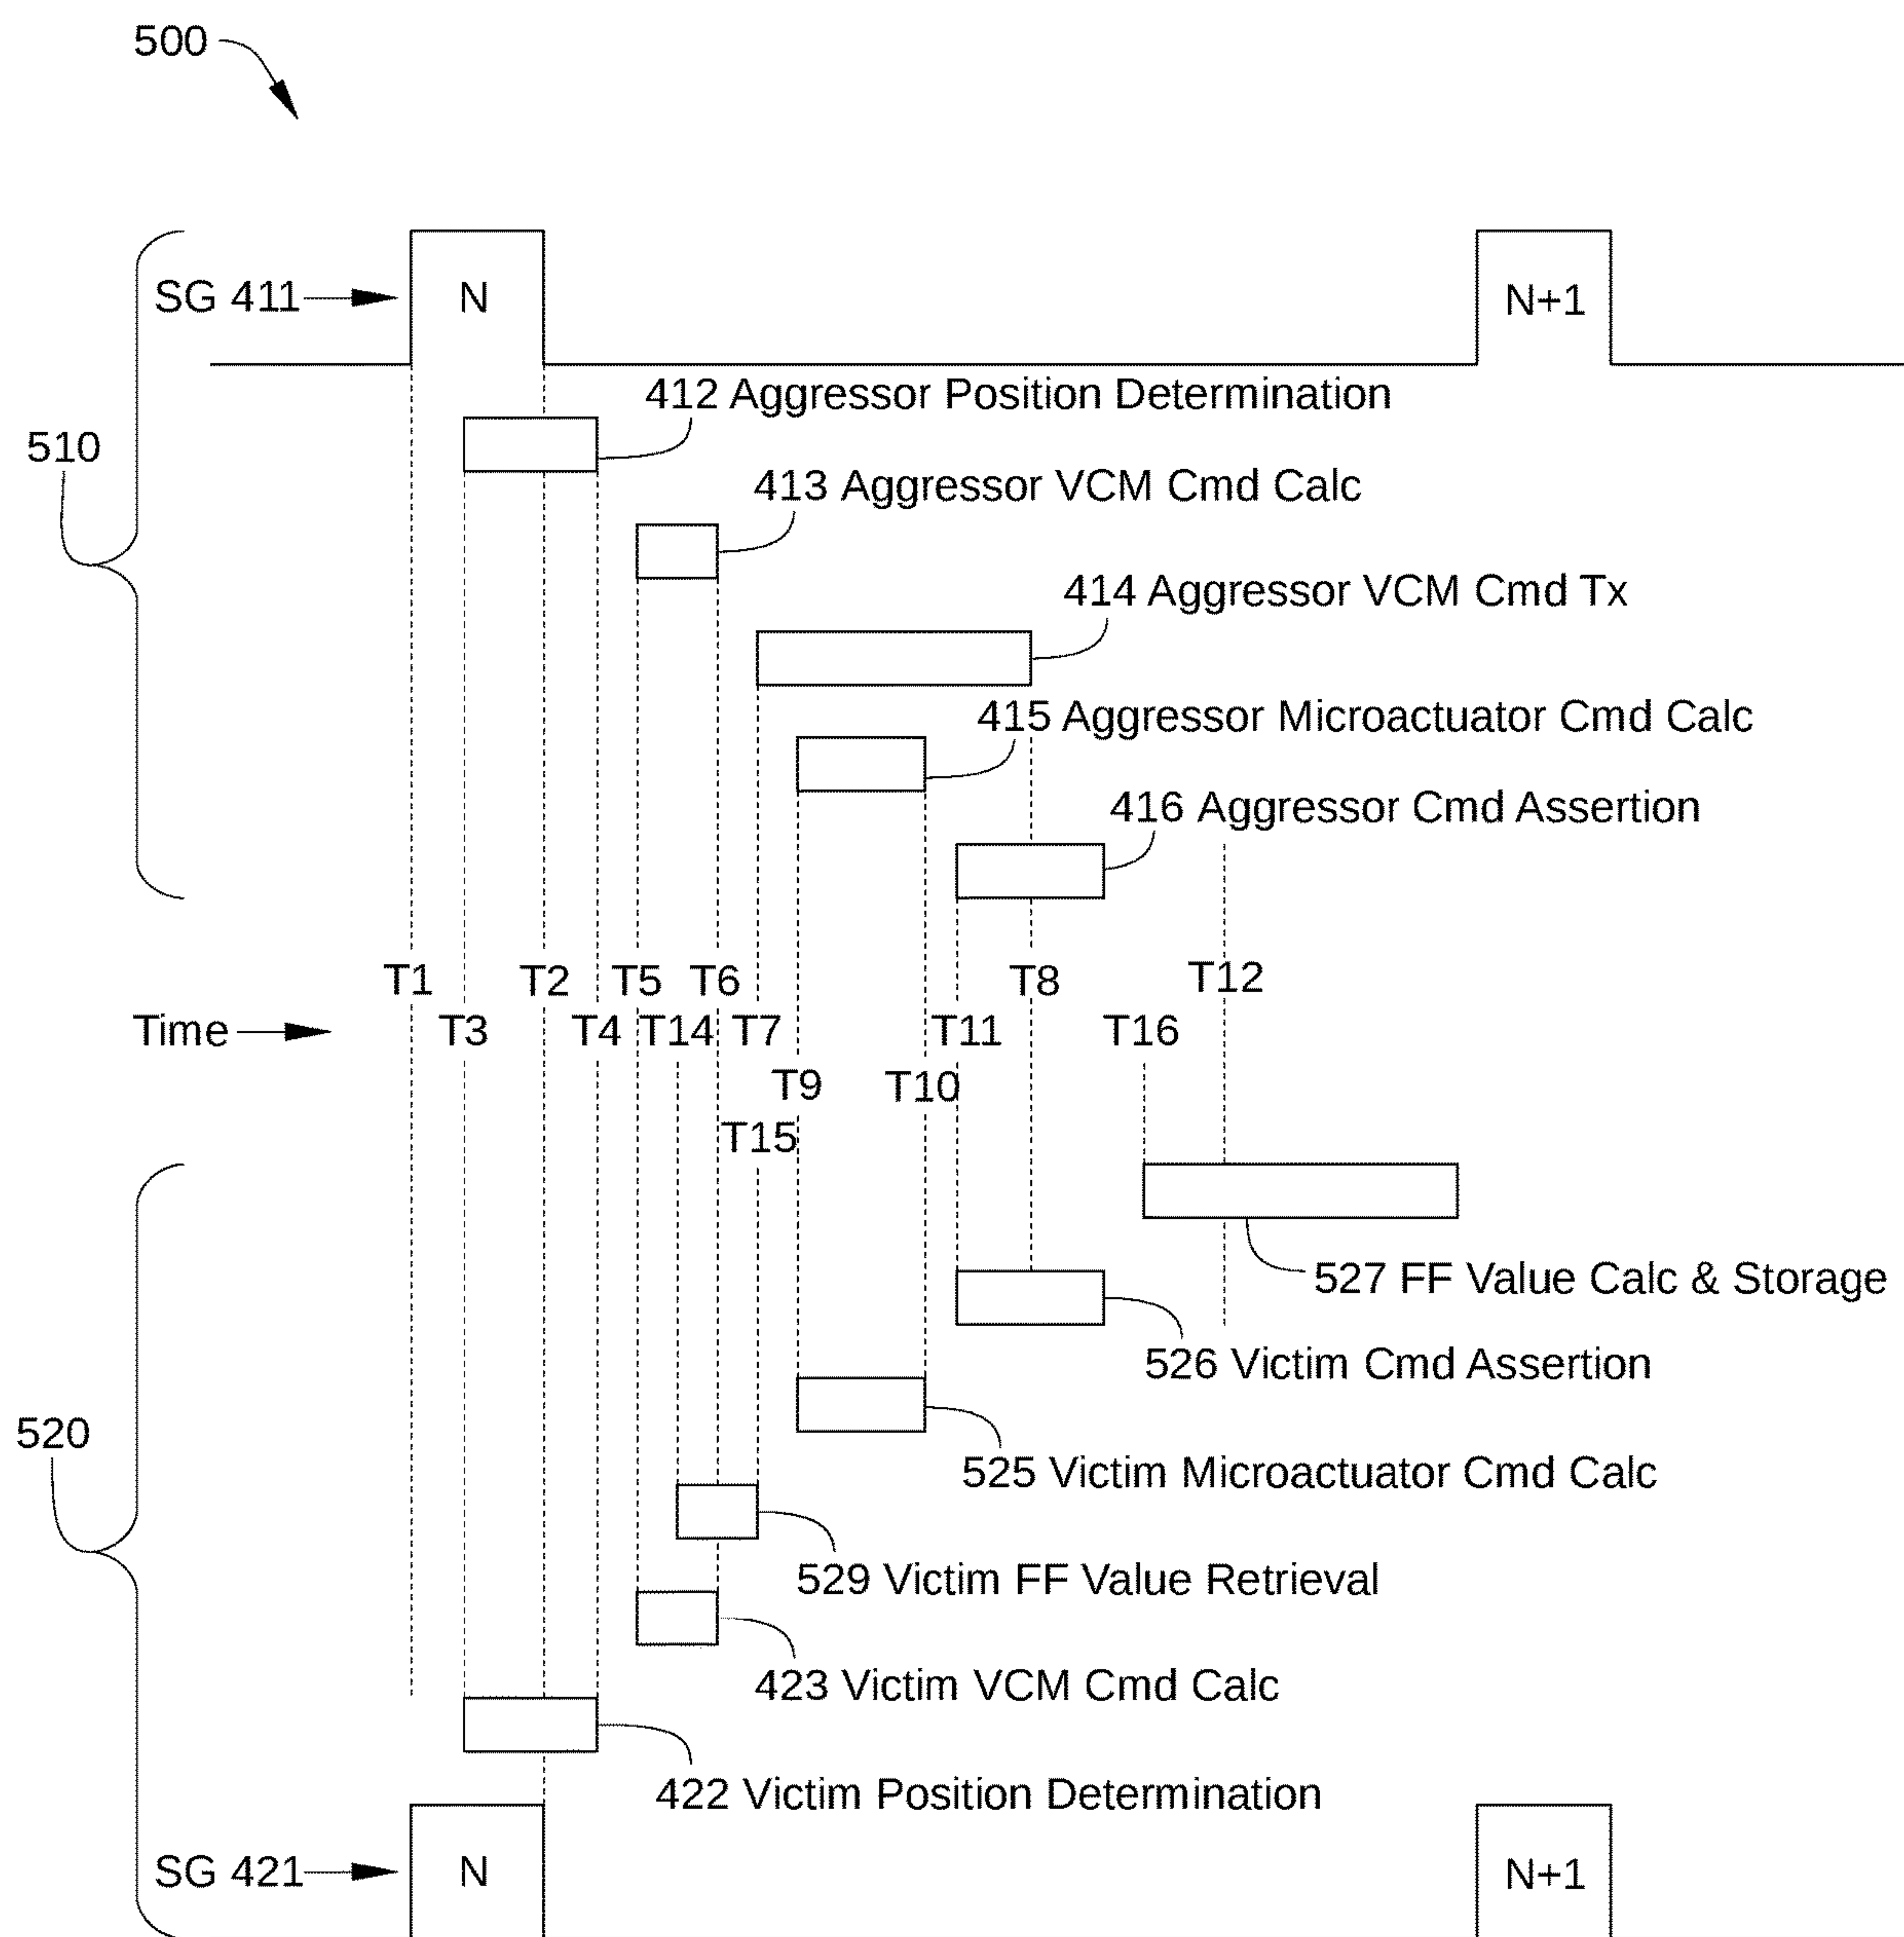 500
SG 411
N
N+1
412 Aggressor Position Determination
510
413 Aggressor VCM Cmd Calc
414 Aggressor VCM Cmd Tx
415 Aggressor Microactuator Cmd Calc
416 Aggressor Cmd Assertion
T1 T2 T5 T6 T8 T12
Time T3 T4 T14 T7 T11 T16
T9 T10
T15
527 FF Value Calc & Storage
526 Victim Cmd Assertion
520
525 Victim Microactuator Cmd Calc
529 Victim FF Value Retrieval
423 Victim VCM Cmd Calc
422 Victim Position Determination
SG 421
N
N+1